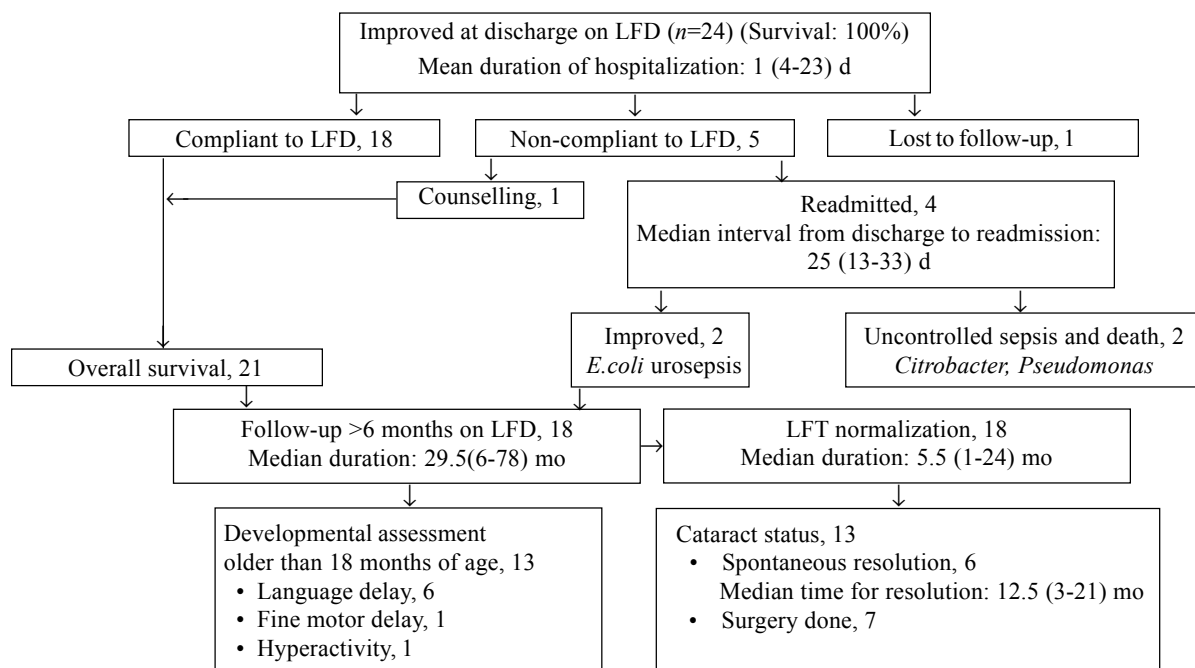 Improved at discharge on LFD (n=24) (Survival: 100%)
Mean duration of hospitalization: 1 (4-23) d
Compliant to LFD, 18
Non-compliant to LFD, 5
Lost to follow-up, 1
Counselling, 1
Readmitted, 4
Median interval from discharge to readmission:
25 (13-33) d
Improved, 2
E.coli urosepsis
Uncontrolled sepsis and death, 2
Citrobacter, Pseudomonas
Overall survival, 21
Follow-up >6 months on LFD, 18
Median duration: 29.5(6-78) mo
LFT normalization, 18
Median duration: 5.5 (1-24) mo
Developmental assessment
older than 18 months of age, 13
• Language delay, 6
• Fine motor delay, 1
• Hyperactivity, 1
Cataract status, 13
• Spontaneous resolution, 6
Median time for resolution: 12.5 (3-21) mo
• Surgery done, 7